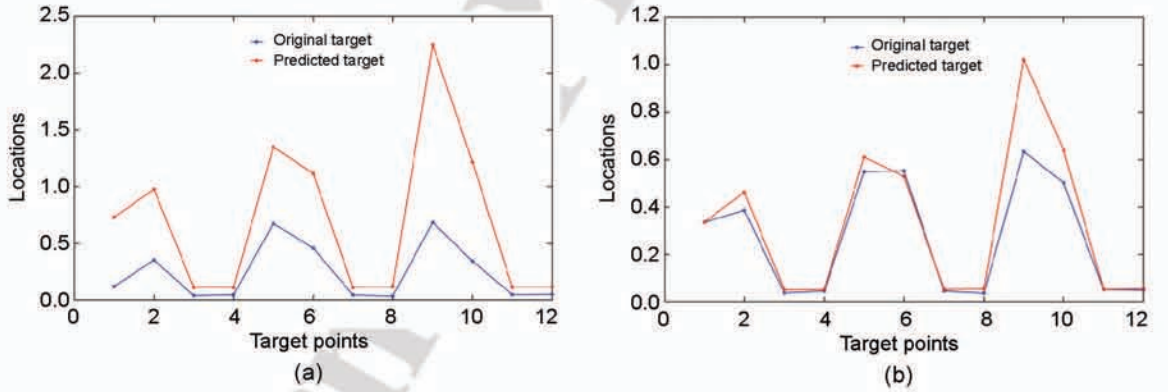 2.5
2.0
1.5
1.0
0.5
0.0
Locations
Original target
Predicted target
0 2 4 6 8 10 12
Target points
(a)
1.2
1.0
0.8
0.6
0.4
0.2
0.0
Locations
Original target
Predicted target
0 2 4 6 8 10 12
Target points
(b)